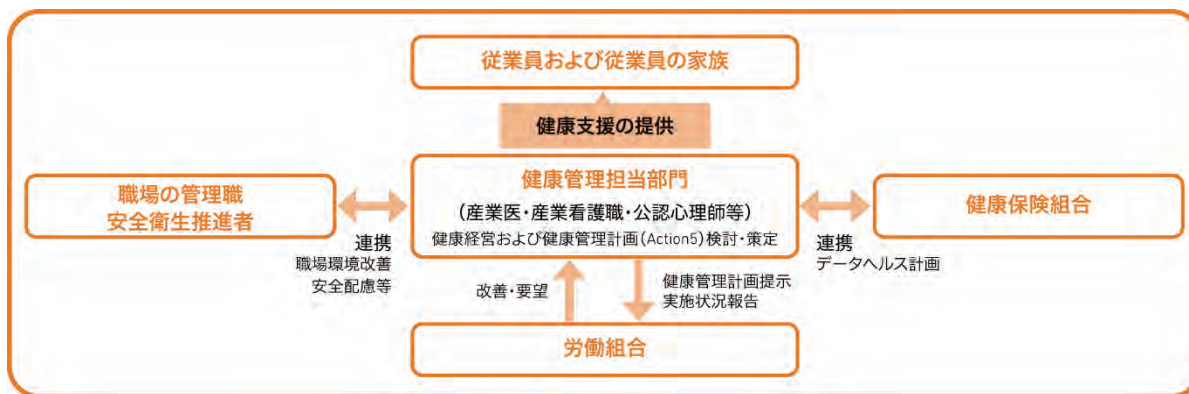 従業員および従業員の家族
健康支援の提供
職場の管理職
安全衛生推進者
連携
職場環境改善
安全配慮等
健康管理担当部門
(産業医・産業看護職・公認心理師等)
健康経営および健康管理計画(Action5)検討・策定
健康保険組合
連携
データヘルス計画
改善・要望
健康管理計画提示
実施状況報告
労働組合